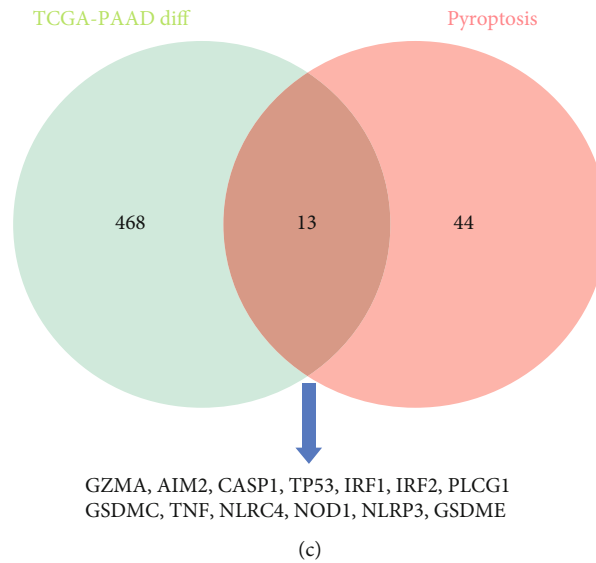 TCGA-PAAD diff
Pyroptosis
468
13
44
GZMA, AIM2, CASP1, TP53, IRF1, IRF2, PLCG1
GSDMC, TNF, NLRC4, NOD1, NLRP3, GSDME
(c)